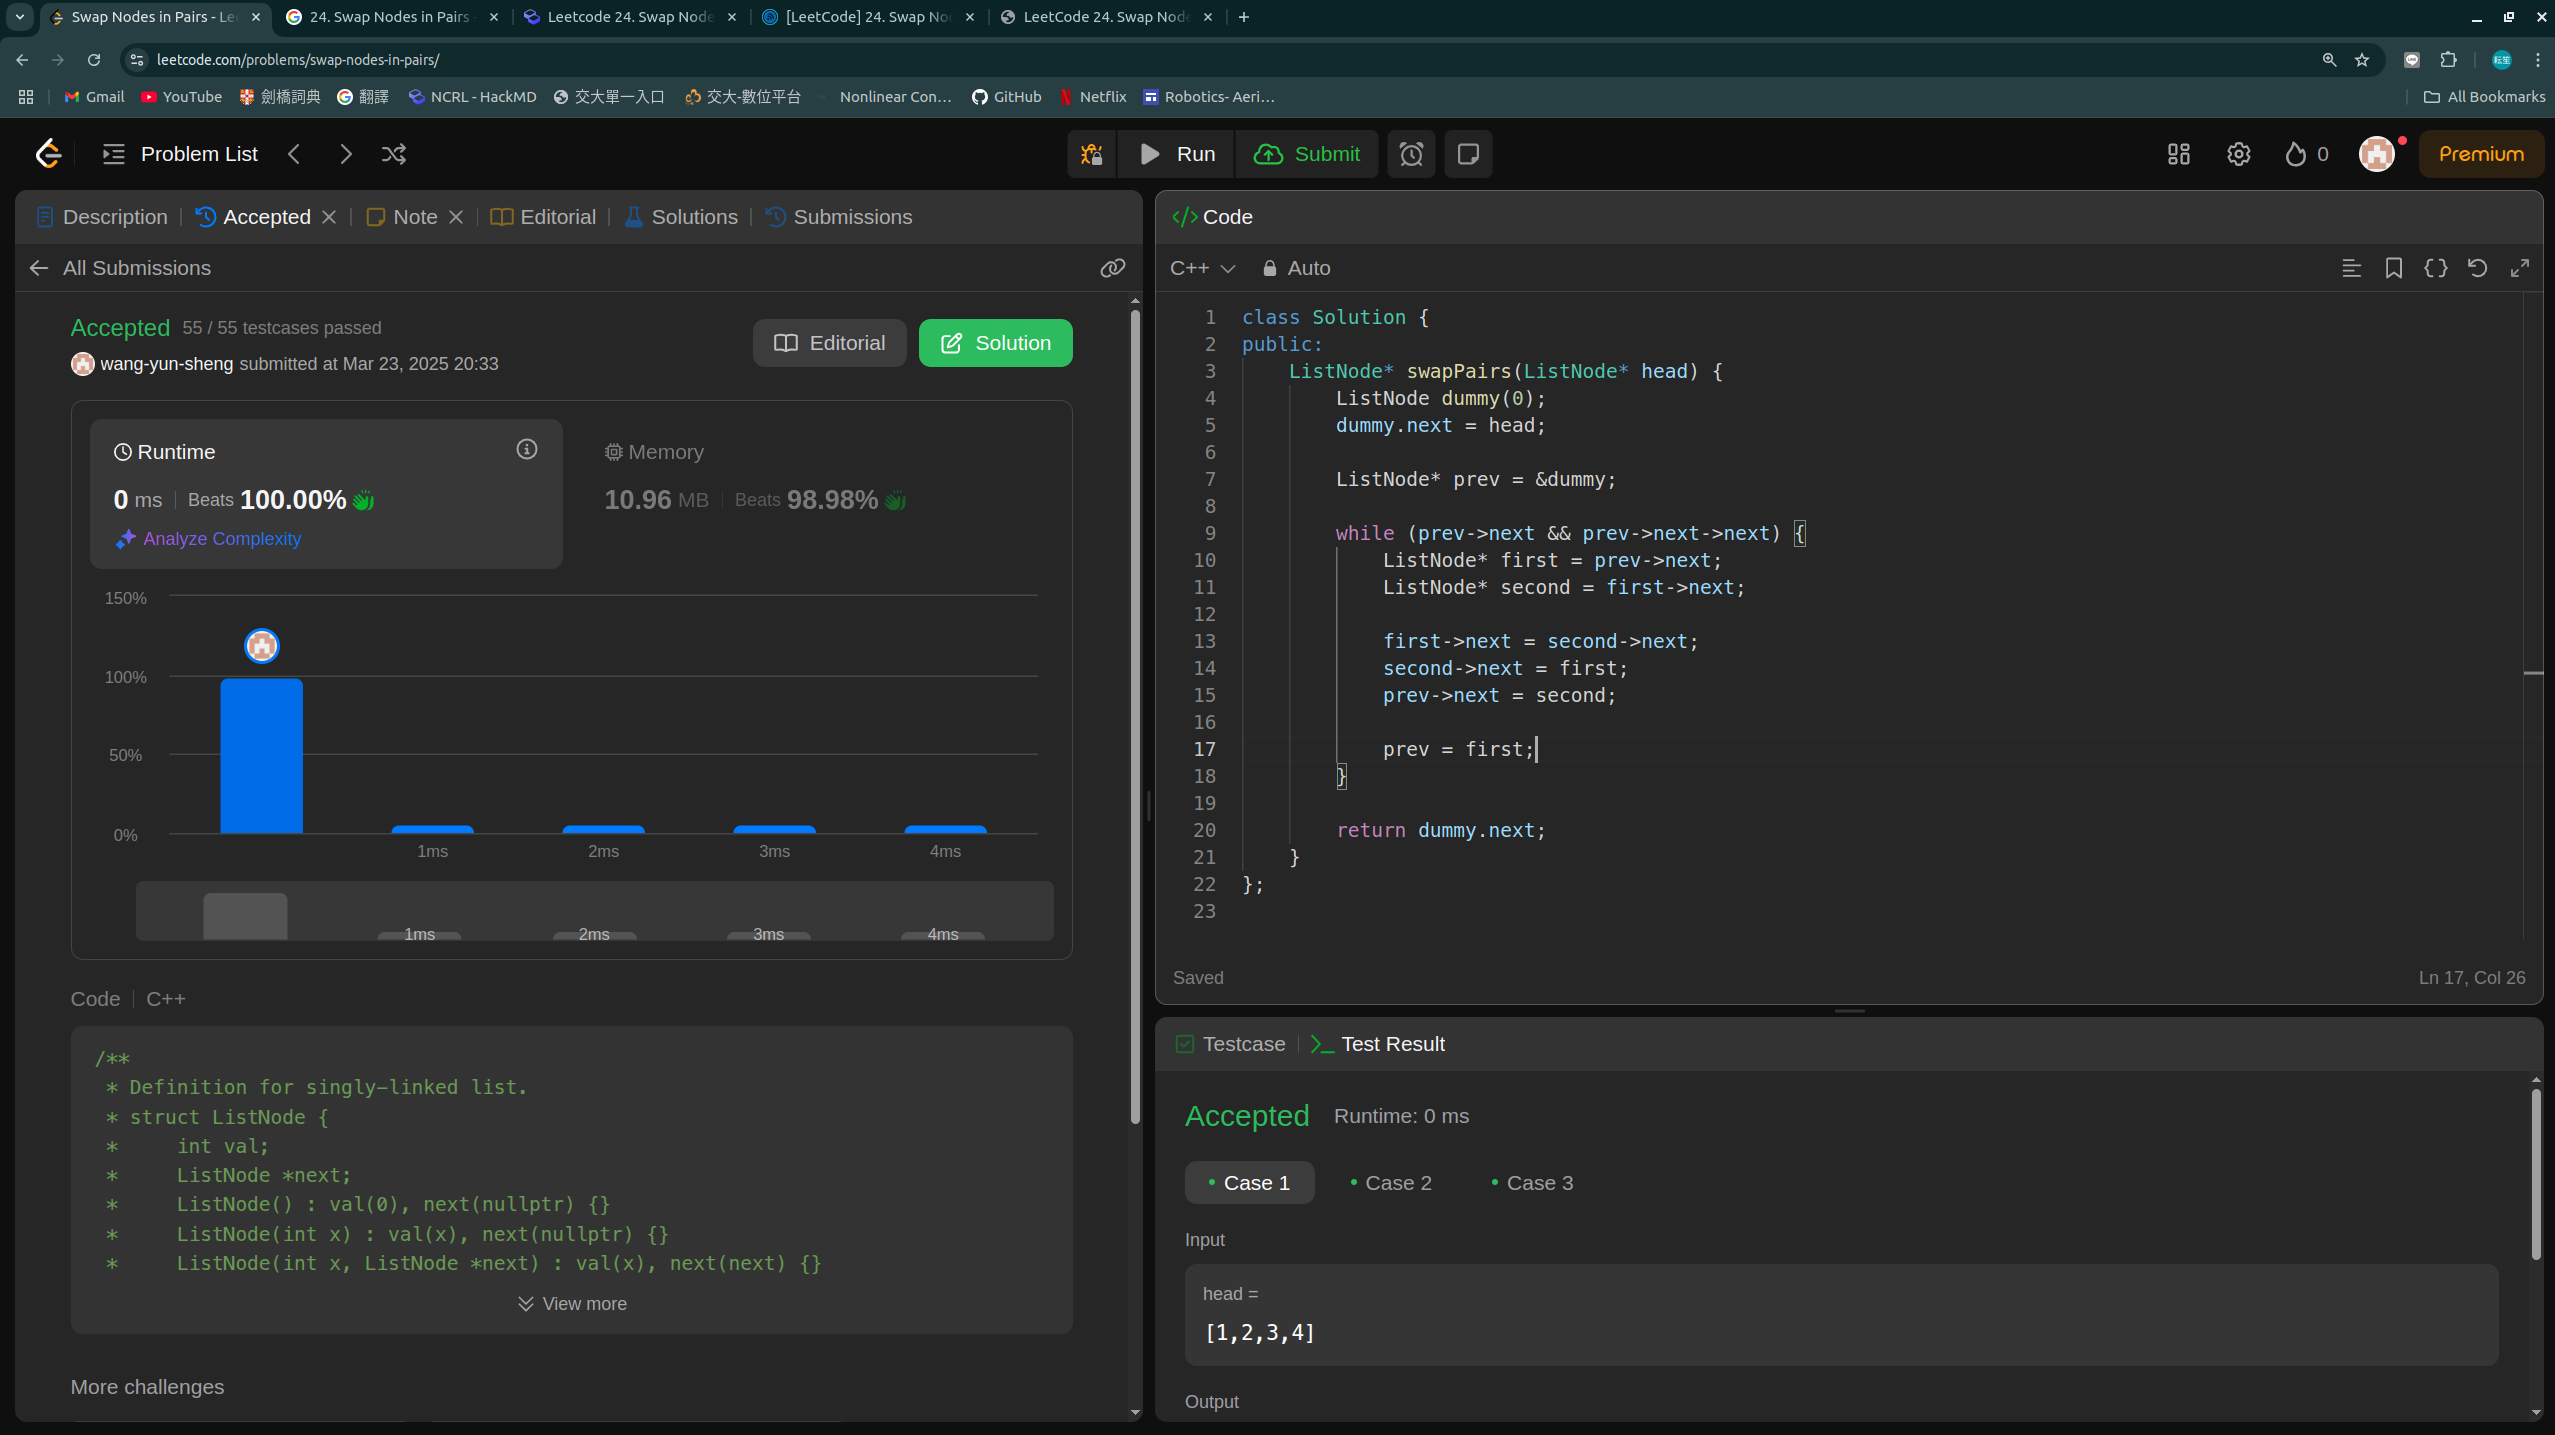 Swap Nodes in Pairs - Le
24. Swap Nodes in Pairs
Leetcode 24. Swap Node
[LeetCode] 24. Swap No
LeetCode 24. Swap Node
leetcode.com/problems/swap-nodes-in-pairs/
Gmail
YouTube
劍橋詞典
翻譯
NCRL - HackMD
交大單一入口
交大-數位平台
Nonlinear Con...
GitHub
Netflix
Robotics- Aeri...
All Bookmarks
Problem List
Run
Submit
0
Premium
Description
Accepted
Note
Editorial
Solutions
Submissions
All Submissions
Accepted 55 / 55 testcases passed
wang-yun-sheng submitted at Mar 23, 2025 20:33
Editorial
Solution
Runtime
0 ms Beats 100.00%
Analyze Complexity
Memory
10.96 MB Beats 98.98%
150%
100%
50%
0%
1ms
2ms
3ms
4ms
1ms
2ms
3ms
4ms
Code C++
/**
* Definition for singly-linked list.
* struct ListNode {
*     int val;
*     ListNode *next;
*     ListNode() : val(0), next(nullptr) {}
*     ListNode(int x) : val(x), next(nullptr) {}
*     ListNode(int x, ListNode *next) : val(x), next(next) {}
View more
More challenges
</> Code
C++
Auto
1 class Solution {
2 public:
3     ListNode* swapPairs(ListNode* head) {
4         ListNode dummy(0);
5         dummy.next = head;
6
7         ListNode* prev = &dummy;
8
9         while (prev->next && prev->next->next) {
10             ListNode* first = prev->next;
11             ListNode* second = first->next;
12
13             first->next = second->next;
14             second->next = first;
15             prev->next = second;
16
17             prev = first;
18         }
19
20         return dummy.next;
21     }
22 };
23
Saved
Ln 17, Col 26
Testcase
Test Result
Accepted Runtime: 0 ms
Case 1
Case 2
Case 3
Input
head =
[1,2,3,4]
Output